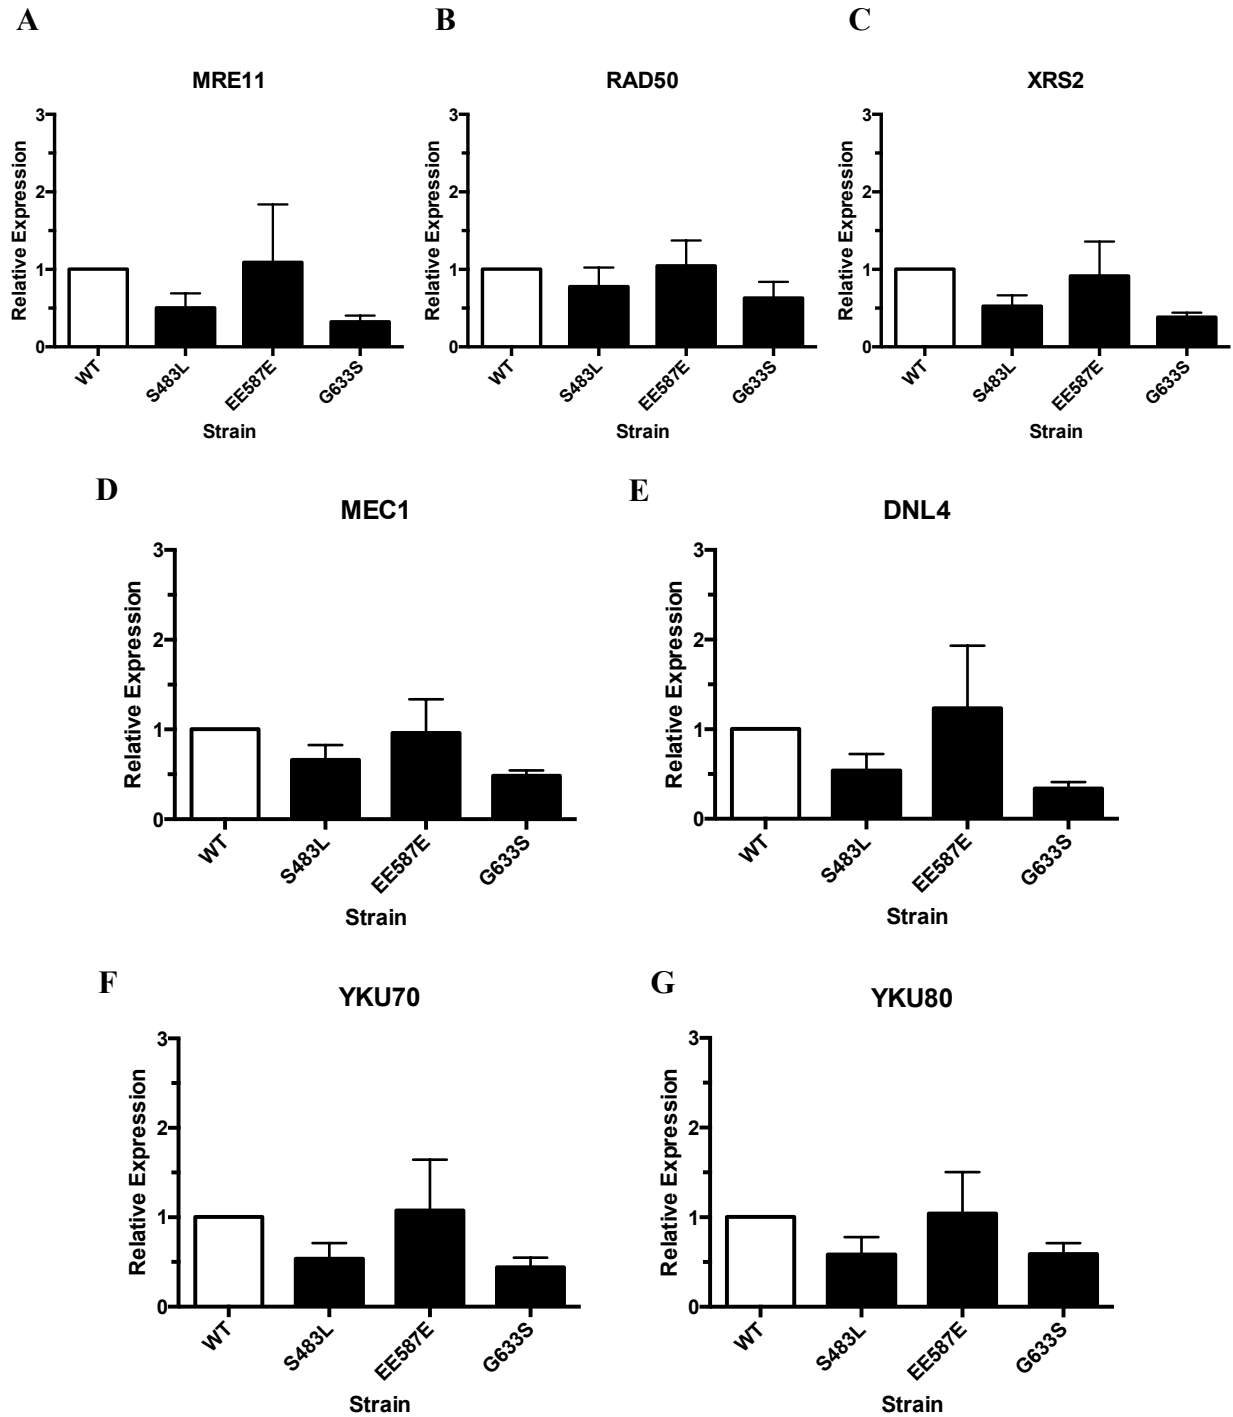 A
B
C
MRE11
RAD50
XRS2
Relative Expression
3
2
1
0
WT
S483L
EE587E
G633S
Strain
Relative Expression
3
2
1
0
WT
S483L
EE587E
G633S
Strain
Relative Expression
3
2
1
0
WT
S483L
EE587E
G633S
Strain
D
E
MEC1
DNL4
Relative Expression
3
2
1
0
WT
S483L
EE587E
G633S
Strain
Relative Expression
3
2
1
0
WT
S483L
EE587E
G633S
Strain
F
G
YKU70
YKU80
Relative Expression
3
2
1
0
WT
S483L
EE587E
G633S
Strain
Relative Expression
3
2
1
0
WT
S483L
EE587E
G633S
Strain